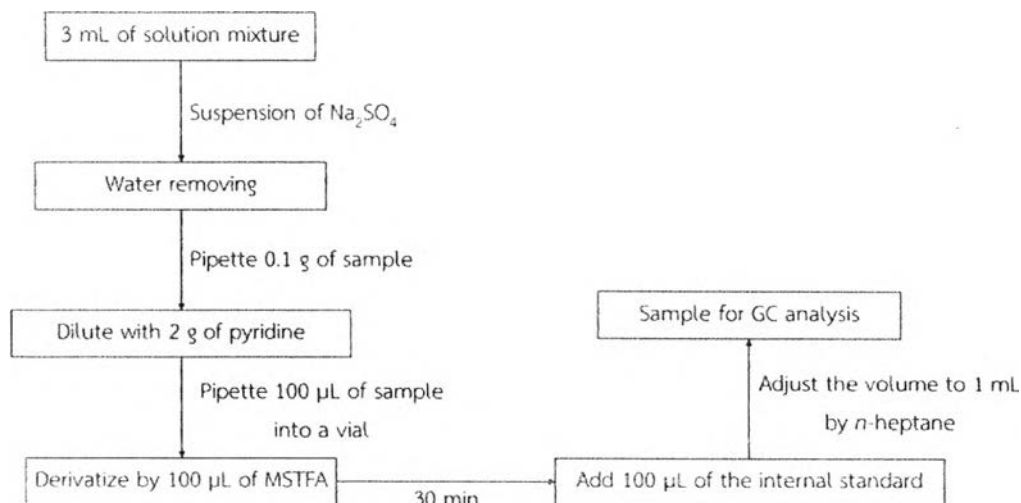 3 mL of solution mixture
Suspension of Na₂SO₄
Water removing
Pipette 0.1 g of sample
Dilute with 2 g of pyridine
Pipette 100 µL of sample
into a vial
Derivatize by 100 µL of MSTFA
30 min
Add 100 µL of the internal standard
Adjust the volume to 1 mL
by n-heptane
Sample for GC analysis